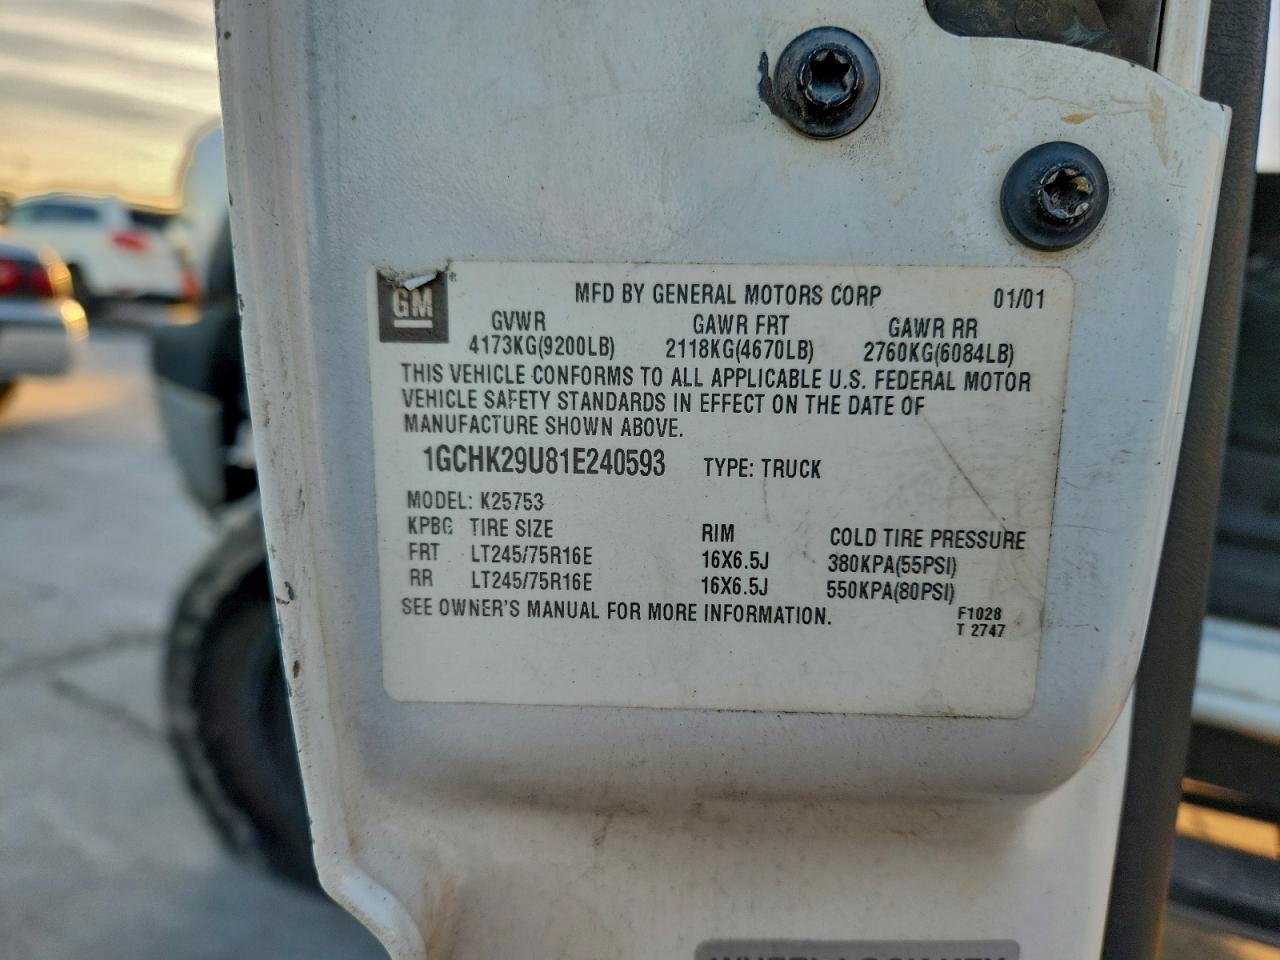 GM ®
MFD BY GENERAL MOTORS CORP 01/01
GVWR GAWR FRT GAWR RR
4173KG(9200LB) 2118KG(4670LB) 2760KG(6084LB)
THIS VEHICLE CONFORMS TO ALL APPLICABLE U.S. FEDERAL MOTOR
VEHICLE SAFETY STANDARDS IN EFFECT ON THE DATE OF
MANUFACTURE SHOWN ABOVE.
1GCHK29U81E240593 TYPE: TRUCK
MODEL: K25753
KPBG TIRE SIZE RIM COLD TIRE PRESSURE
FRT LT245/75R16E 16X6.5J 380KPA(55PSI)
RR LT245/75R16E 16X6.5J 550KPA(80PSI)
SEE OWNER'S MANUAL FOR MORE INFORMATION.
F1028
T 2747